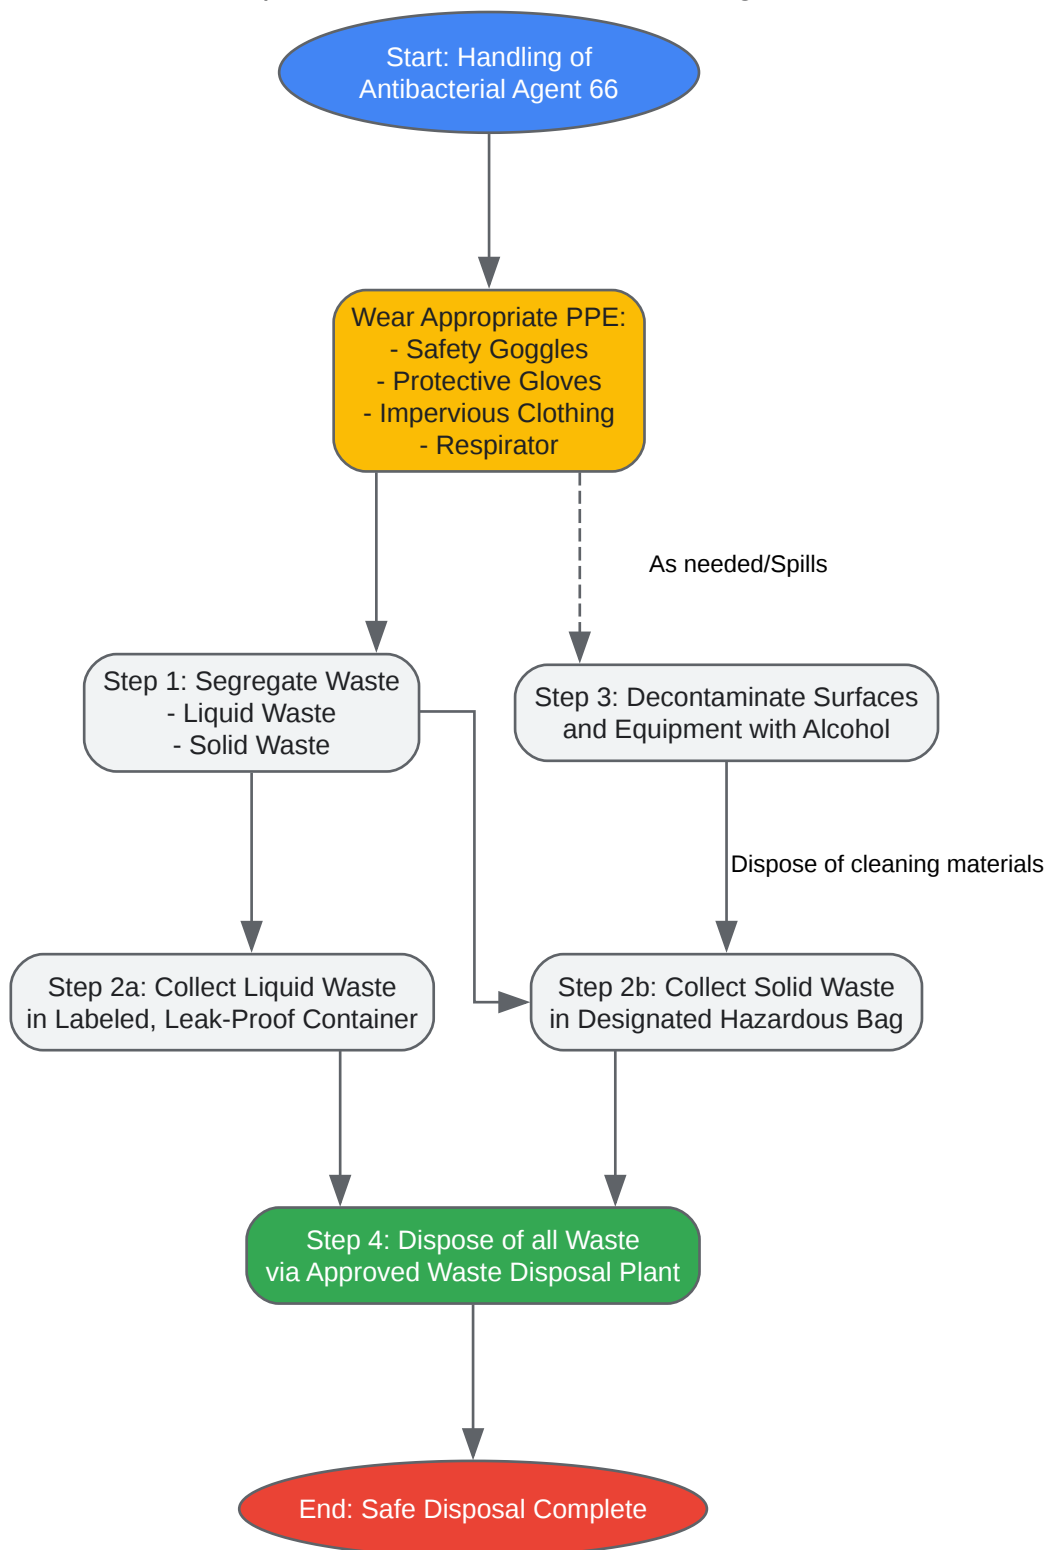 Start: Handling of
Antibacterial Agent 66
Wear Appropriate PPE:
- Safety Goggles
- Protective Gloves
- Impervious Clothing
- Respirator
As needed/Spills
Step 1: Segregate Waste
- Liquid Waste
- Solid Waste
Step 3: Decontaminate Surfaces
and Equipment with Alcohol
Dispose of cleaning materials
Step 2a: Collect Liquid Waste
in Labeled, Leak-Proof Container
Step 2b: Collect Solid Waste
in Designated Hazardous Bag
Step 4: Dispose of all Waste
via Approved Waste Disposal Plant
End: Safe Disposal Complete